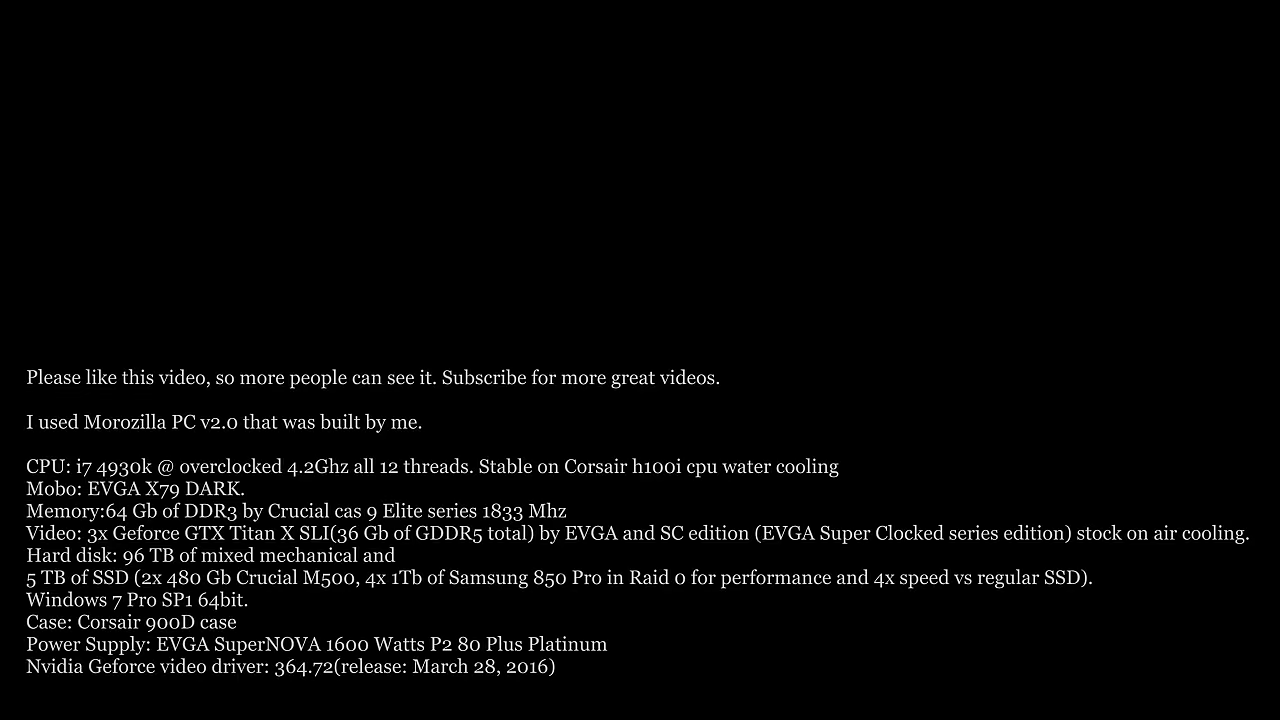 Please like this video, so more people can see it. Subscribe for more great videos.
I used Morozilla PC v2.0 that was built by me.
CPU: i7 4930k @ overclocked 4.2Ghz all 12 threads. Stable on Corsair h100i cpu water cooling
Mobo: EVGA X79 DARK.
Memory:64 Gb of DDR3 by Crucial cas 9 Elite series 1833 Mhz
Video: 3x Geforce GTX Titan X SLI(36 Gb of GDDR5 total) by EVGA and SC edition (EVGA Super Clocked series edition) stock on air cooling.
Hard disk: 96 TB of mixed mechanical and
5 TB of SSD (2x 480 Gb Crucial M500, 4x 1Tb of Samsung 850 Pro in Raid 0 for performance and 4x speed vs regular SSD).
Windows 7 Pro SP1 64bit.
Case: Corsair 900D case
Power Supply: EVGA SuperNOVA 1600 Watts P2 80 Plus Platinum
Nvidia Geforce video driver: 364.72(release: March 28, 2016)